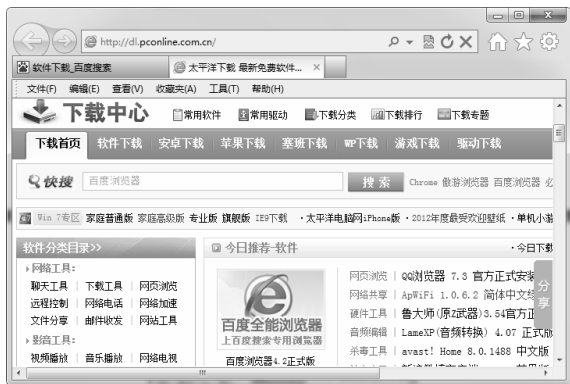 http://dl.pconline.com.cn/
软件下载_百度搜索
太平洋下载 最新免费软件...
文件(F) 编辑(E) 查看(V) 收藏夹(A) 工具(T) 帮助(H)
下载中心 常用软件 常用驱动 下载分类 下载排行 下载专题
下载首页 软件下载 安卓下载 苹果下载 塞班下载 WP下载 游戏下载 驱动下载
快搜 百度浏览器 搜索 Chrome 傲游浏览器 百度浏览器 必
Win 7专区 家庭普通版 家庭高级版 专业版 旗舰版 IE9下载 ·太平洋电脑网iPhone版 ·2012年度最受欢迎壁纸 ·单机小游
软件分类目录>>
网络工具:
聊天工具 | 下载工具 | 网页浏览
远程控制 | 网络电话 | 网络加速
文件分享 | 邮件收发 | 网站工具
影音工具:
视频播放 | 音乐播放 | 网络电视
今日推荐-软件
·今日下载
百度全能浏览器
上百度搜索专用浏览器
百度浏览器4.2正式版
网页浏览 | QQ浏览器 7.3 官方正式安装
网络共享 | ApWiFi 1.0.6.2 简体中文绿
硬件工具 | 鲁大师(原Z武器)3.54官方正
音频编辑 | LameXP(音频转换) 4.07 正式版
杀毒工具 | avast! Home 8.0.1488 中文版
分享